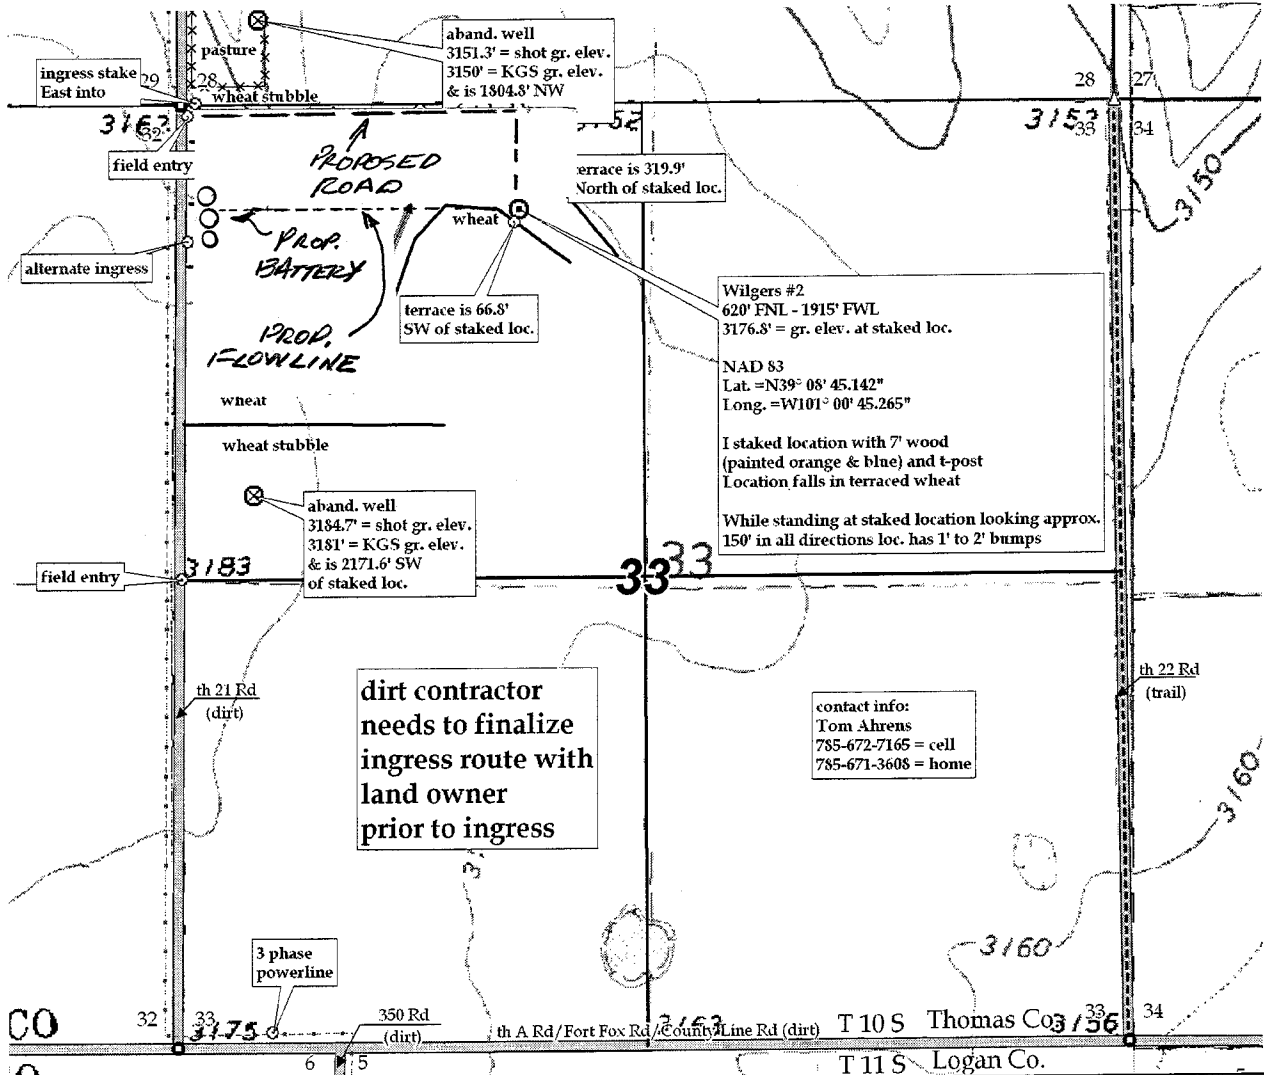 aband. well
3151.3' = shot gr. elev.
3150' = KGS gr. elev.
& is 1804.8' NW
pasture
ingress stake
East into
29
28
wheat stubble
28
27
32
33
34
3153
field entry
PROPOSED
ROAD
terrace is 319.9'
North of staked loc.
3150
wheat
PROP.
BATTERY
alternate ingress
terrace is 66.8'
SW of staked loc.
PROP.
FLOWLINE
Wilgers #2
620' FNL - 1915' FWL
3176.8' = gr. elev. at staked loc.
NAD 83
Lat. =N39° 08' 45.142"
Long. =W101° 00' 45.265"
I staked location with 7' wood
(painted orange & blue) and t-post
Location falls in terraced wheat
While standing at staked location looking approx.
150' in all directions loc. has 1' to 2' bumps
wheat
wheat stubble
aband. well
3184.7' = shot gr. elev.
3181' = KGS gr. elev.
& is 2171.6' SW
of staked loc.
field entry
3183
33
33
th 21 Rd
(dirt)
dirt contractor
needs to finalize
ingress route with
land owner
prior to ingress
contact info:
Tom Ahrens
785-672-7165 = cell
785-671-3608 = home
th 22 Rd
(trail)
3160
3160
3 phase
powerline
CO
32
33
3175
350 Rd
(dirt)
th A Rd/Fort Fox Rd/County Line Rd (dirt)
T 10 S
Thomas Co.
33
3156
34
6
5
T 11 S
Logan Co.